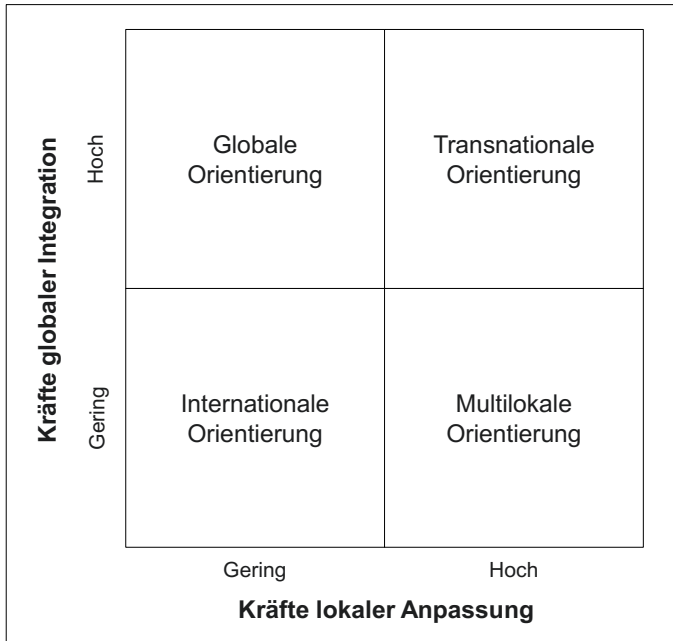 Kräfte globaler Integration
Hoch
Gering
Globale
Orientierung
Transnationale
Orientierung
Internationale
Orientierung
Multilokale
Orientierung
Gering
Hoch
Kräfte lokaler Anpassung